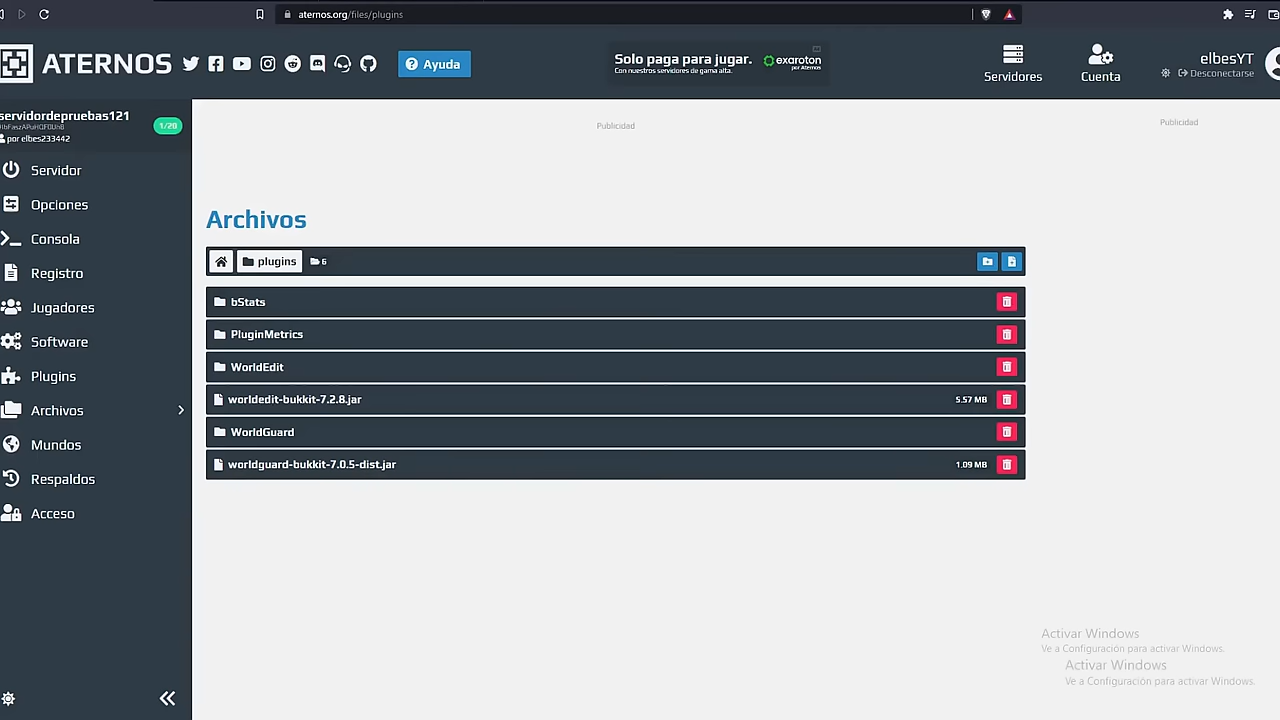 aternos.org/files/plugins
ATERNOS
Ayuda
Solo paga para jugar.
Con nuestros servidores de gama alta.
exaroton
por Aternos
Servidores
Cuenta
elbesYT
Desconectarse
servidordepruebas121
1/20
por elbes233442
Servidor
Opciones
Consola
Registro
Jugadores
Software
Plugins
Archivos
Mundos
Respaldos
Acceso
Publicidad
Publicidad
Archivos
plugins
6
bStats
PluginMetrics
WorldEdit
worldedit-bukkit-7.2.8.jar
5.57 MB
WorldGuard
worldguard-bukkit-7.0.5-dist.jar
1.09 MB
Activar Windows
Ve a Configuración para activar Windows.
Activar Windows
Ve a Configuración para activar Windows.